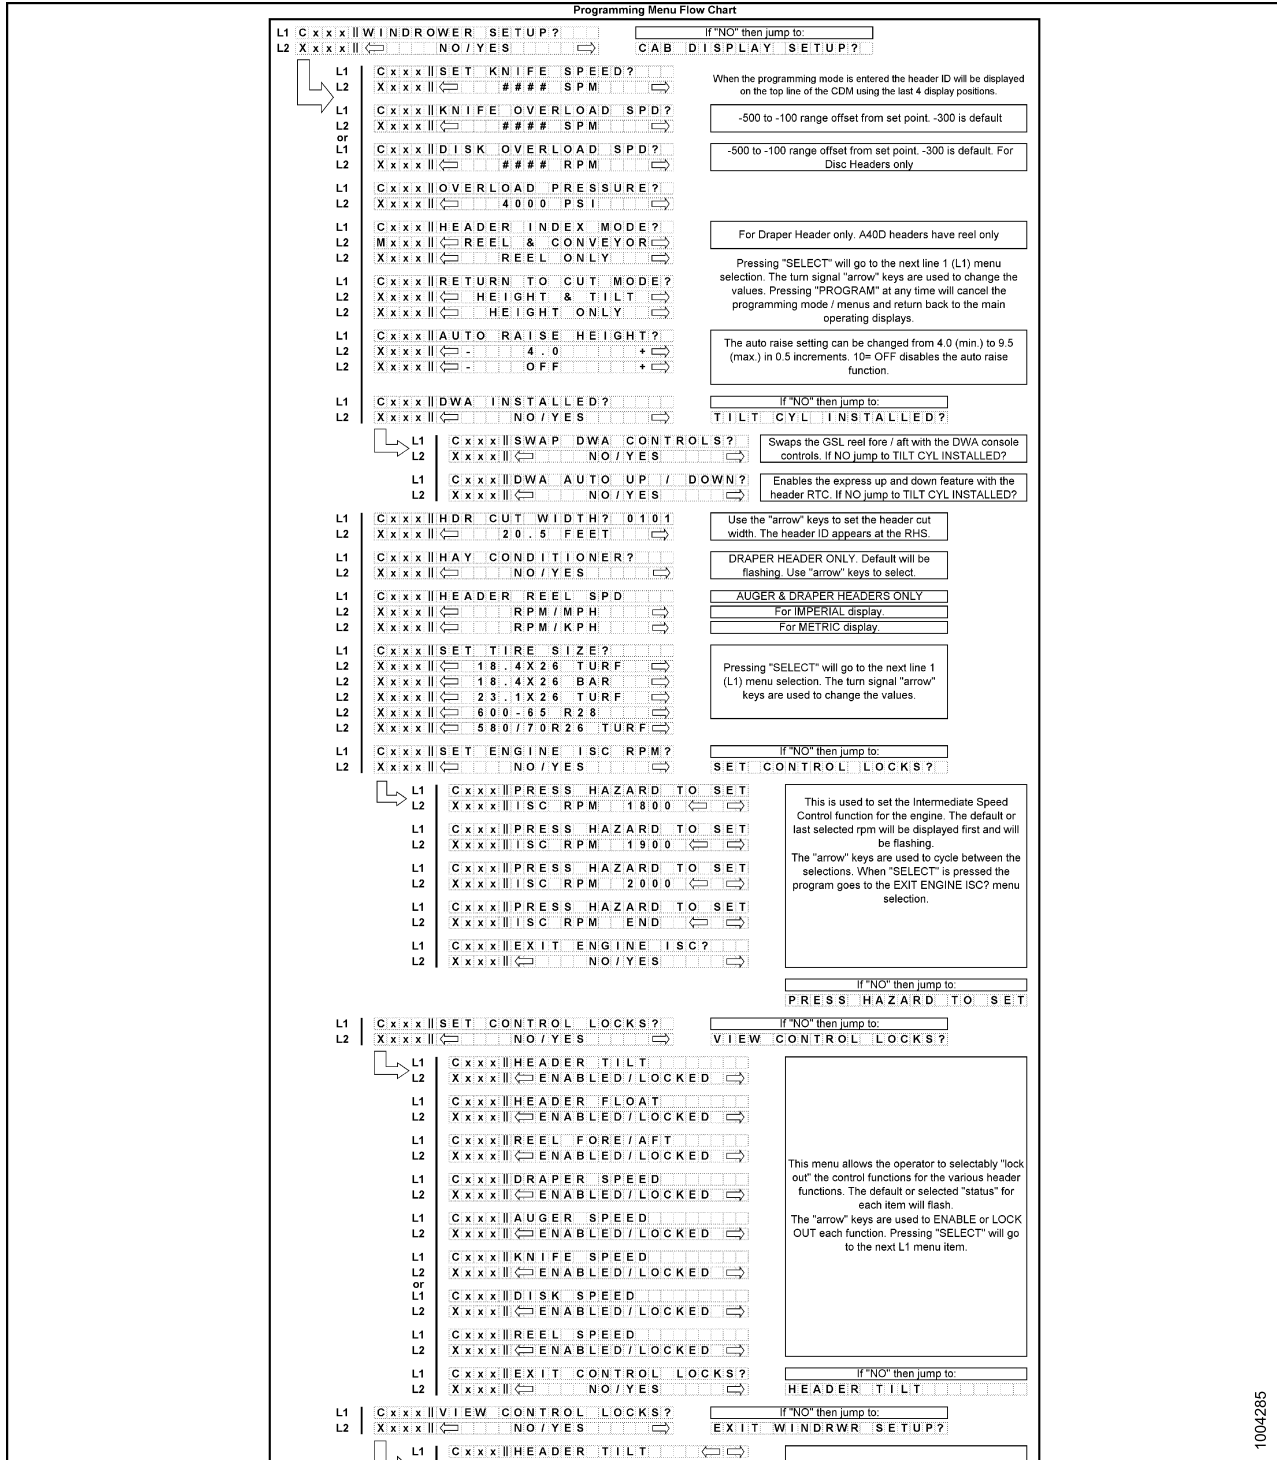 Programming Menu Flow Chart
L1 Cxxx||WINDROWER SETUP? If "NO" then jump to:
L2 Xxxx||⇦ NO/YES ⇨ CAB DISPLAY SETUP?
L1 Cxxx||SET KNIFE SPEED?
L2 Xxxx||⇦ #### SPM ⇨
When the programming mode is entered the header ID will be displayed
on the top line of the CDM using the last 4 display positions.
L1 Cxxx||KNIFE OVERLOAD SPD?
L2 Xxxx||⇦ #### SPM ⇨
-500 to -100 range offset from set point. -300 is default
or
L1 Cxxx||DISK OVERLOAD SPD?
L2 Xxxx||⇦ #### RPM ⇨
-500 to -100 range offset from set point. -300 is default. For
Disc Headers only
L1 Cxxx||OVERLOAD PRESSURE?
L2 Xxxx||⇦ 4000 PSI ⇨
L1 Cxxx||HEADER INDEX MODE?
L2 Mxxx||⇦REEL & CONVEYOR⇨
L2 Xxxx||⇦ REEL ONLY ⇨
For Draper Header only. A40D headers have reel only
Pressing "SELECT" will go to the next line 1 (L1) menu
selection. The turn signal "arrow" keys are used to change the
values. Pressing "PROGRAM" at any time will cancel the
programming mode / menus and return back to the main
operating displays.
L1 Cxxx||RETURN TO CUT MODE?
L2 Xxxx||⇦ HEIGHT & TILT ⇨
L2 Xxxx||⇦ HEIGHT ONLY ⇨
L1 Cxxx||AUTO RAISE HEIGHT?
L2 Xxxx||⇦- 4.0 +⇨
L2 Xxxx||⇦- OFF +⇨
The auto raise setting can be changed from 4.0 (min.) to 9.5
(max.) in 0.5 increments. 10= OFF disables the auto raise
function.
L1 Cxxx||DWA INSTALLED? If "NO" then jump to:
L2 Xxxx||⇦ NO/YES ⇨ TILT CYL INSTALLED?
L1 Cxxx||SWAP DWA CONTROLS?
L2 Xxxx||⇦ NO/YES ⇨
Swaps the GSL reel fore / aft with the DWA console
controls. If NO jump to TILT CYL INSTALLED?
L1 Cxxx||DWA AUTO UP / DOWN?
L2 Xxxx||⇦ NO/YES ⇨
Enables the express up and down feature with the
header RTC. If NO jump to TILT CYL INSTALLED?
L1 Cxxx||HDR CUT WIDTH? 0101
L2 Xxxx||⇦ 20.5 FEET ⇨
Use the "arrow" keys to set the header cut
width. The header ID appears at the RHS.
L1 Cxxx||HAY CONDITIONER?
L2 Xxxx||⇦ NO/YES ⇨
DRAPER HEADER ONLY. Default will be
flashing. Use "arrow" keys to select.
L1 Cxxx||HEADER REEL SPD AUGER & DRAPER HEADERS ONLY
L2 Xxxx||⇦ RPM/MPH ⇨ For IMPERIAL display.
L2 Xxxx||⇦ RPM/KPH ⇨ For METRIC display.
L1 Cxxx||SET TIRE SIZE?
L2 Xxxx||⇦ 18.4X26 TURF ⇨
L2 Xxxx||⇦ 18.4X26 BAR ⇨
L2 Xxxx||⇦ 23.1X26 TURF ⇨
L2 Xxxx||⇦ 600-65 R28 ⇨
L2 Xxxx||⇦ 580/70R26 TURF⇨
Pressing "SELECT" will go to the next line 1
(L1) menu selection. The turn signal "arrow"
keys are used to change the values.
L1 Cxxx||SET ENGINE ISC RPM? If "NO" then jump to:
L2 Xxxx||⇦ NO/YES ⇨ SET CONTROL LOCKS?
L1 Cxxx||PRESS HAZARD TO SET
L2 Xxxx||ISC RPM 1800 ⇦ ⇨
L1 Cxxx||PRESS HAZARD TO SET
L2 Xxxx||ISC RPM 1900 ⇦ ⇨
L1 Cxxx||PRESS HAZARD TO SET
L2 Xxxx||ISC RPM 2000 ⇦ ⇨
L1 Cxxx||PRESS HAZARD TO SET
L2 Xxxx||ISC RPM END ⇦ ⇨
L1 Cxxx||EXIT ENGINE ISC?
L2 Xxxx||⇦ NO/YES ⇨
This is used to set the Intermediate Speed
Control function for the engine. The default or
last selected rpm will be displayed first and will
be flashing.
The "arrow" keys are used to cycle between the
selections. When "SELECT" is pressed the
program goes to the EXIT ENGINE ISC? menu
selection.
If "NO" then jump to:
PRESS HAZARD TO SET
L1 Cxxx||SET CONTROL LOCKS? If "NO" then jump to:
L2 Xxxx||⇦ NO/YES ⇨ VIEW CONTROL LOCKS?
L1 Cxxx||HEADER TILT
L2 Xxxx||⇦ENABLED/LOCKED ⇨
L1 Cxxx||HEADER FLOAT
L2 Xxxx||⇦ENABLED/LOCKED ⇨
L1 Cxxx||REEL FORE/AFT
L2 Xxxx||⇦ENABLED/LOCKED ⇨
L1 Cxxx||DRAPER SPEED
L2 Xxxx||⇦ENABLED/LOCKED ⇨
L1 Cxxx||AUGER SPEED
L2 Xxxx||⇦ENABLED/LOCKED ⇨
L1 Cxxx||KNIFE SPEED
L2 Xxxx||⇦ENABLED/LOCKED ⇨
or
L1 Cxxx||DISK SPEED
L2 Xxxx||⇦ENABLED/LOCKED ⇨
L1 Cxxx||REEL SPEED
L2 Xxxx||⇦ENABLED/LOCKED ⇨
This menu allows the operator to selectably "lock
out" the control functions for the various header
functions. The default or selected "status" for
each item will flash.
The "arrow" keys are used to ENABLE or LOCK
OUT each function. Pressing "SELECT" will go
to the next L1 menu item.
L1 Cxxx||EXIT CONTROL LOCKS? If "NO" then jump to:
L2 Xxxx||⇦ NO/YES ⇨ HEADER TILT
L1 Cxxx||VIEW CONTROL LOCKS? If "NO" then jump to:
L2 Xxxx||⇦ NO/YES ⇨ EXIT WINDRWR SETUP?
L1 Cxxx||HEADER TILT ⇦⇨
1004285